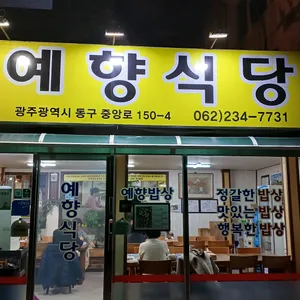 예향식당
광주광역시 동구 중앙로 150-4 062)234-7731
예향식당
예향밥상
정갈한 밥상
맛있는 밥상
행복한 밥상